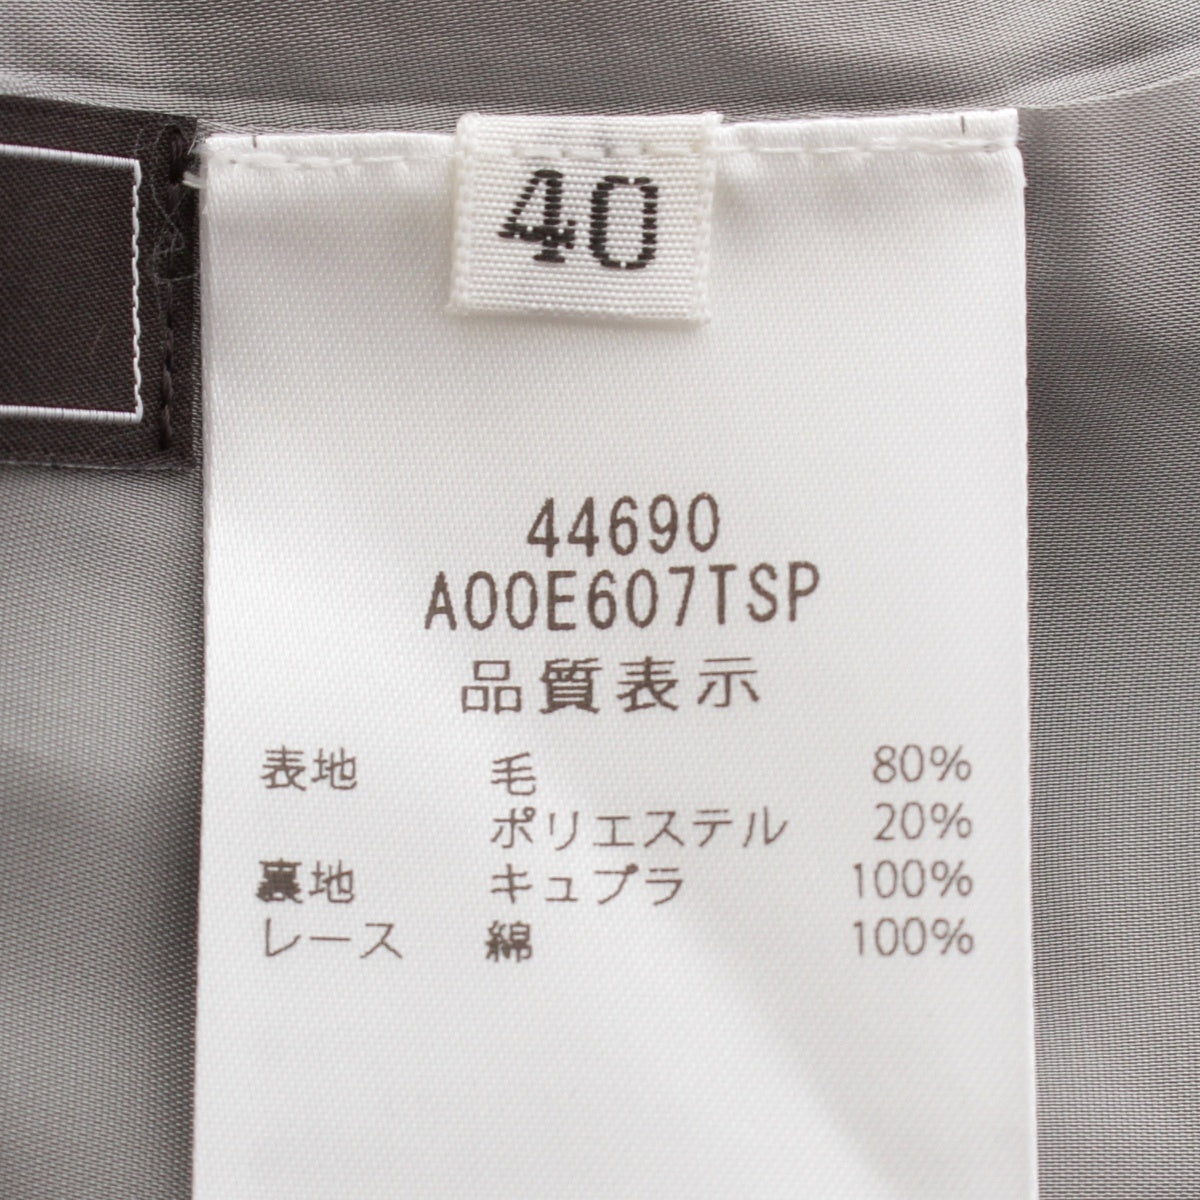 40
44690
A00E607TSP
品質表示
表地 毛 80%
ポリエステル 20%
裏地 キュプラ 100%
レース 綿 100%